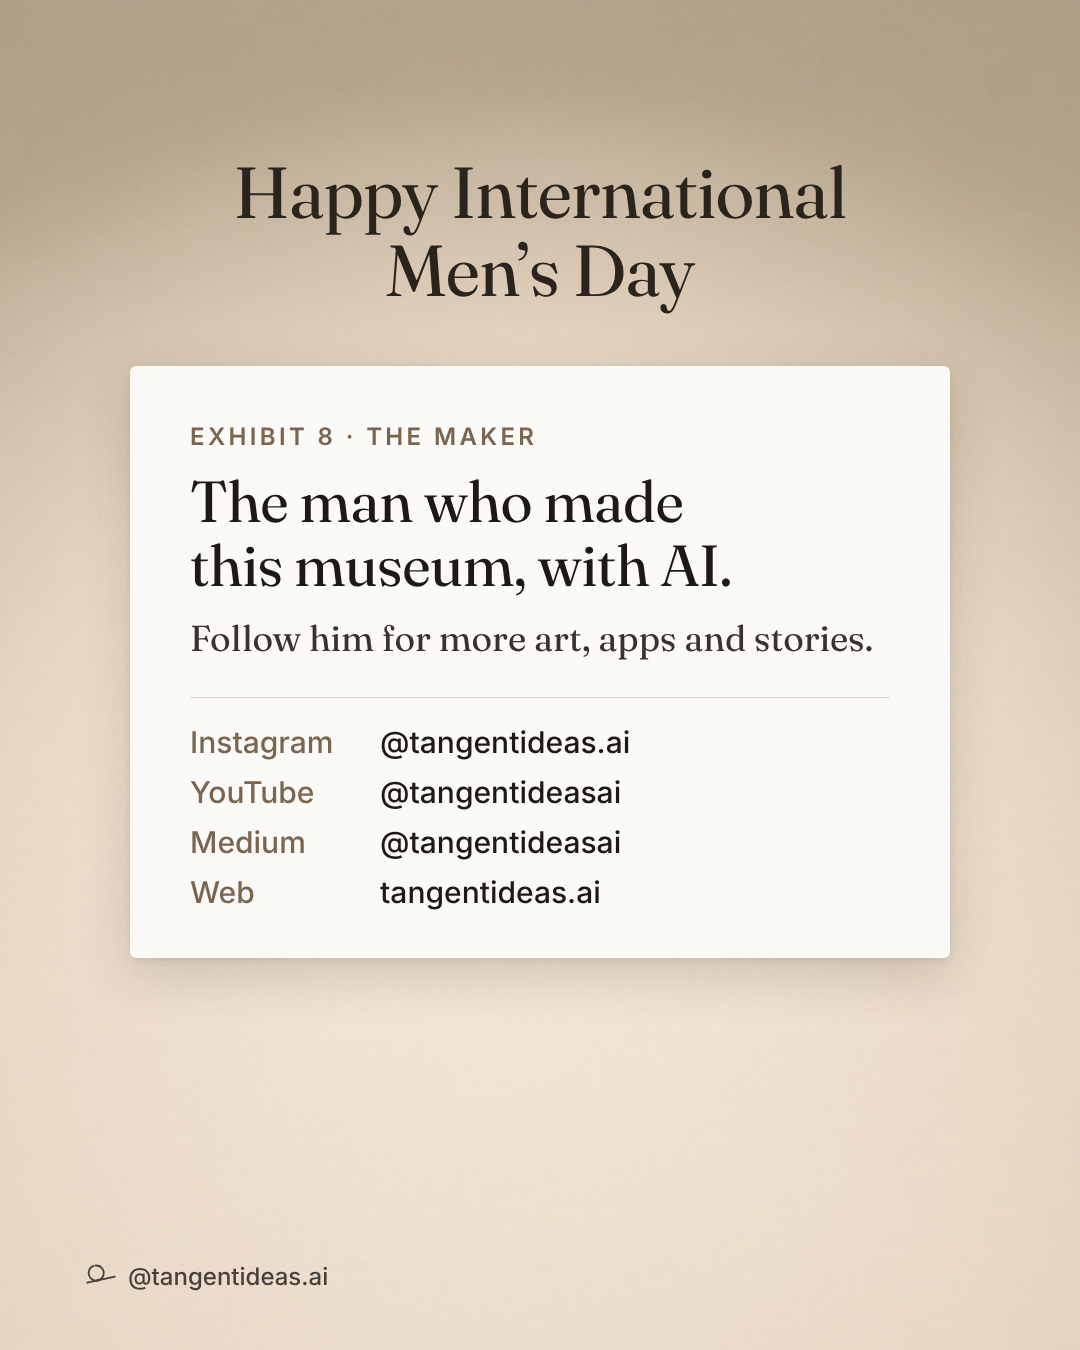 Happy International
Men’s Day
EXHIBIT 8 · THE MAKER
The man who made
this museum, with AI.
Follow him for more art, apps and stories.
Instagram @tangentideas.ai
YouTube @tangentideasai
Medium @tangentideasai
Web tangentideas.ai
@tangentideas.ai